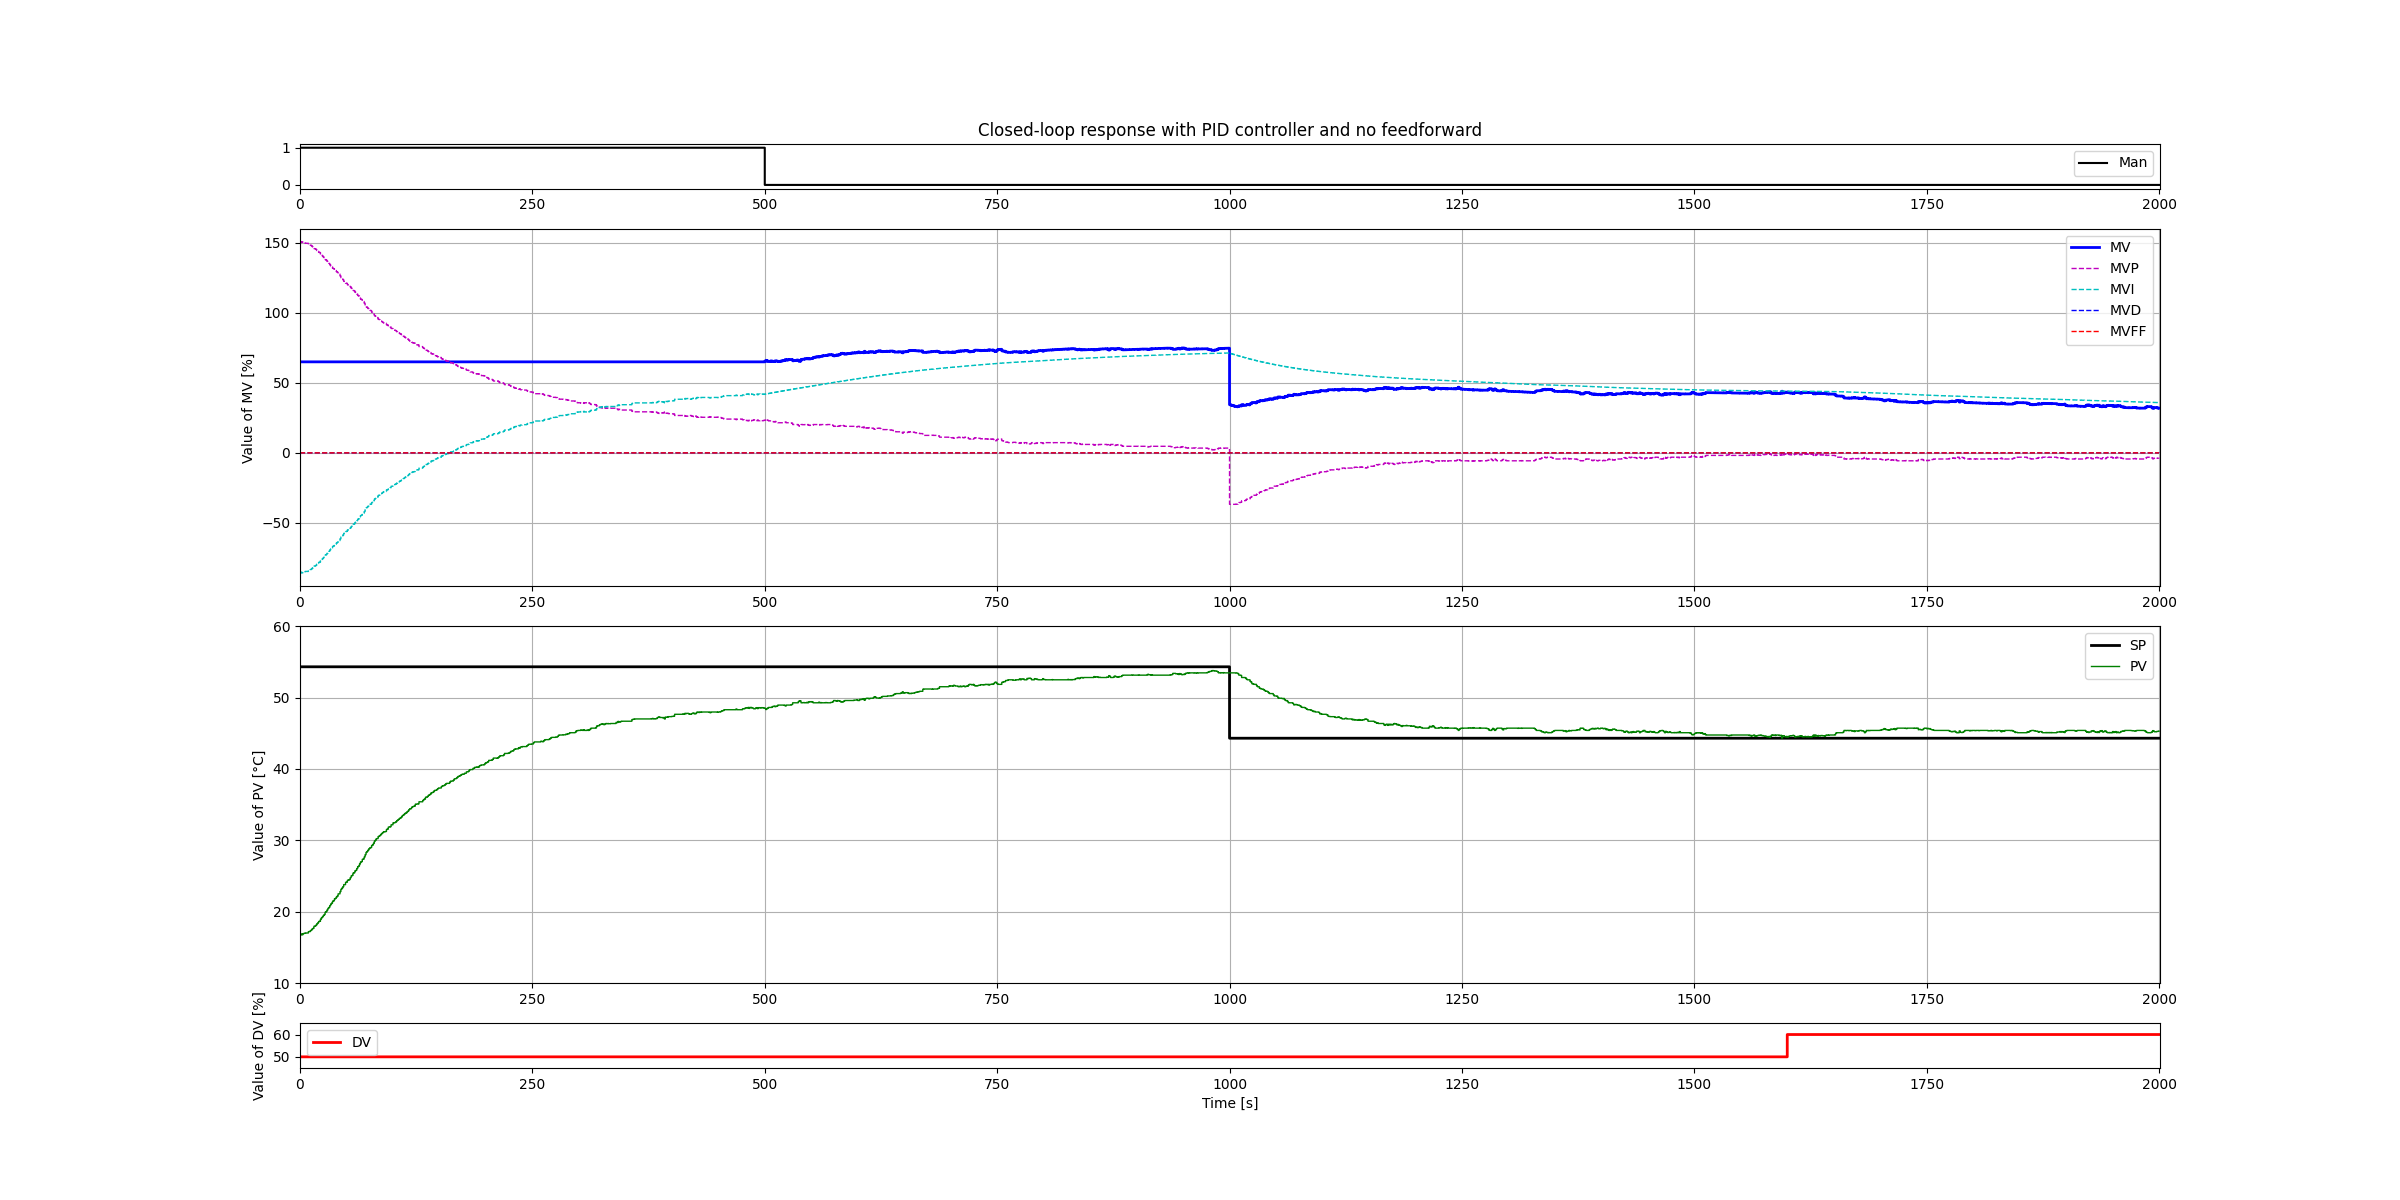 Closed-loop response with PID controller and no feedforward
1
0
Man
0 250 500 750 1000 1250 1500 1750 2000
Value of MV [%]
150
100
50
0
−50
MV
MVP
MVI
MVD
MVFF
0 250 500 750 1000 1250 1500 1750 2000
Value of PV [°C]
60
50
40
30
20
10
SP
PV
0 250 500 750 1000 1250 1500 1750 2000
Value of DV [%]
60
50
DV
0 250 500 750 1000 1250 1500 1750 2000
Time [s]